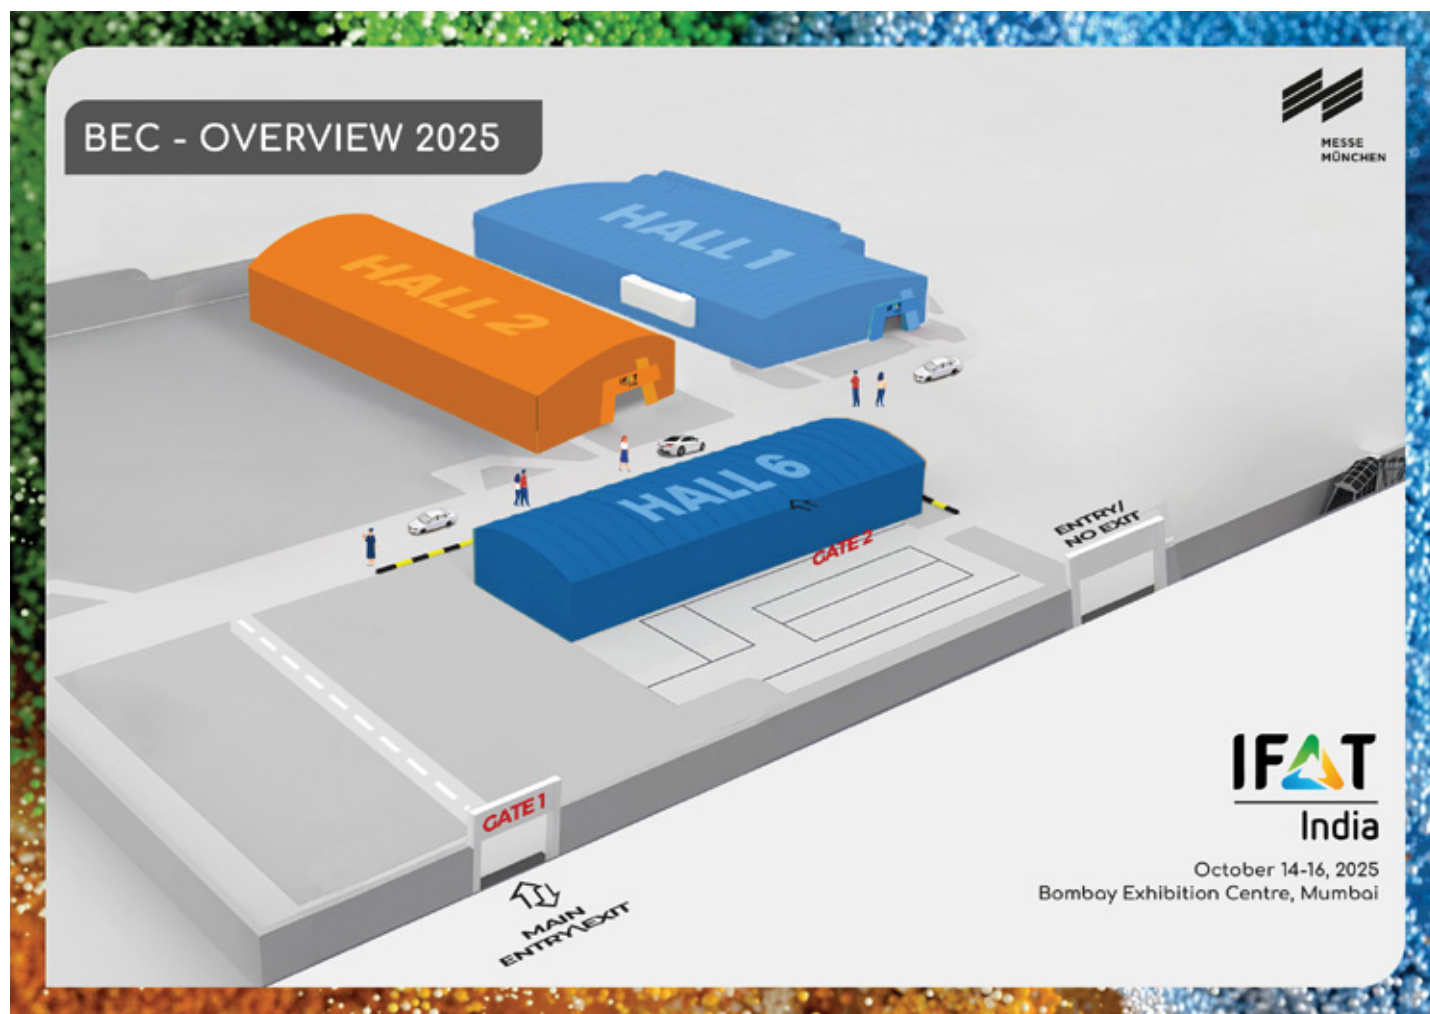 BEC - OVERVIEW 2025
MESSE
MÜNCHEN
HALL 1
HALL 2
IFAT
HALL 6
GATE 2
ENTRY/
NO EXIT
GATE 1
MAIN
ENTRY\EXIT
IFAT
India
October 14-16, 2025
Bombay Exhibition Centre, Mumbai